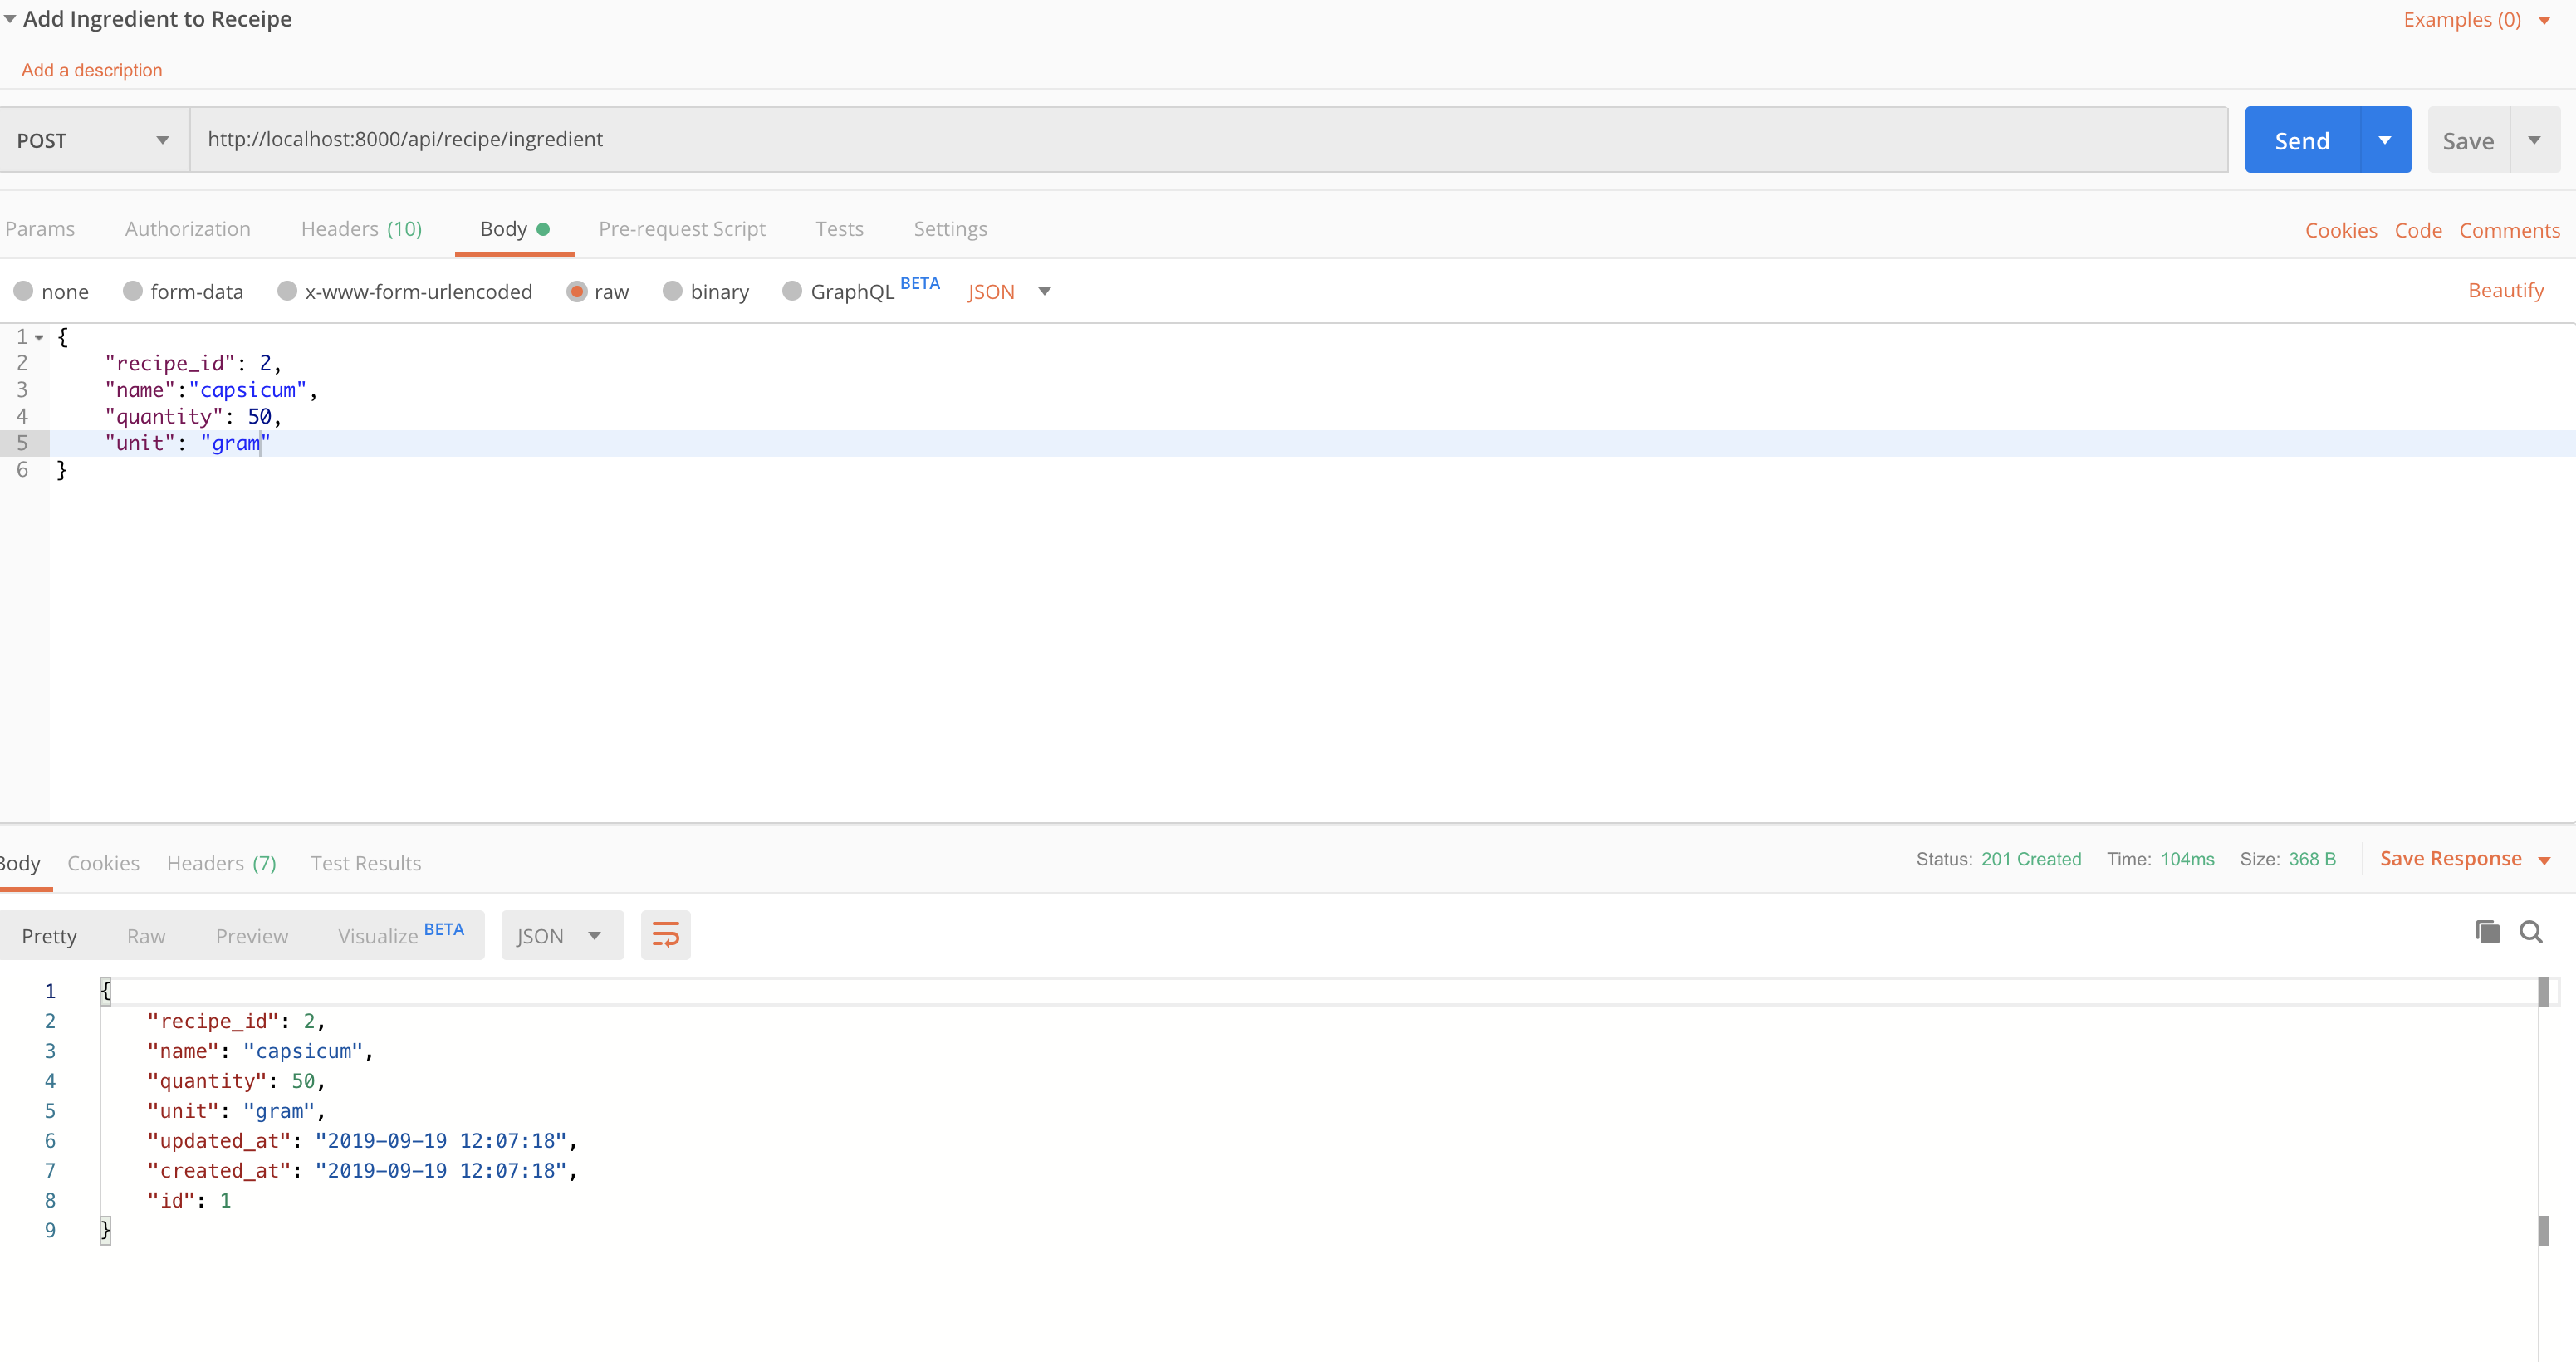 Add Ingredient to Receipe
Examples (0)
Add a description
POST http://localhost:8000/api/recipe/ingredient Send Save
Params Authorization Headers (10) Body Pre-request Script Tests Settings Cookies Code Comments
none form-data x-www-form-urlencoded raw binary GraphQL BETA JSON Beautify
1 {
2 "recipe_id": 2,
3 "name":"capsicum",
4 "quantity": 50,
5 "unit": "gram"
6 }
Body Cookies Headers (7) Test Results Status: 201 Created Time: 104ms Size: 368 B Save Response
Pretty Raw Preview Visualize BETA JSON
1 {
2 "recipe_id": 2,
3 "name": "capsicum",
4 "quantity": 50,
5 "unit": "gram",
6 "updated_at": "2019-09-19 12:07:18",
7 "created_at": "2019-09-19 12:07:18",
8 "id": 1
9 }